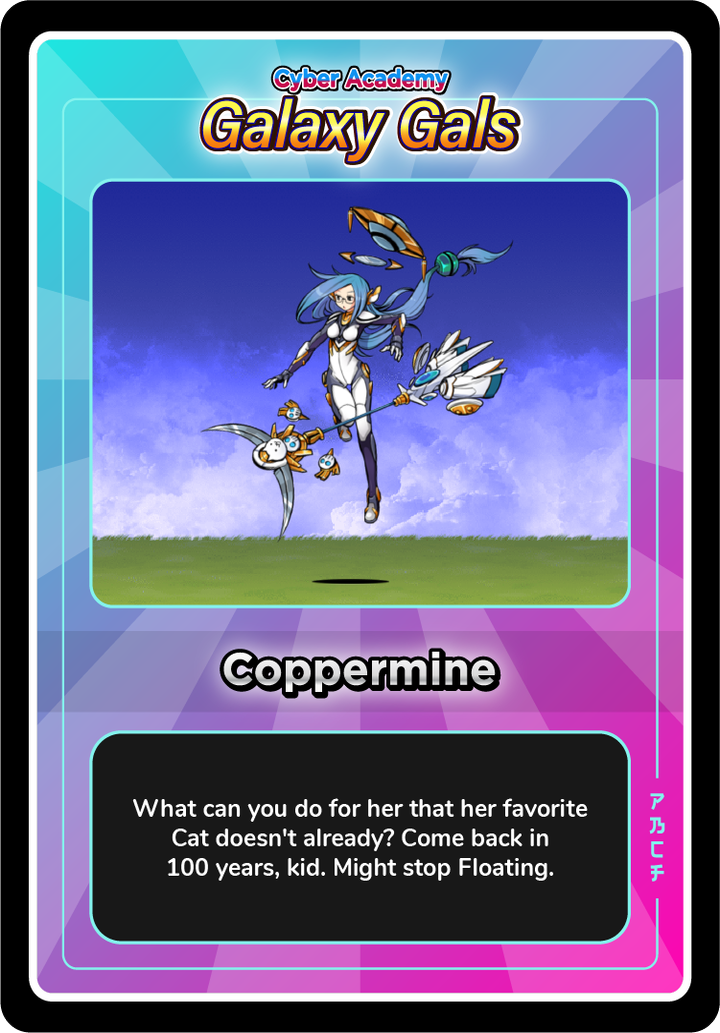 Cyber Academy
Galaxy Gals
Coppermine
What can you do for her that her favorite
Cat doesn't already? Come back in
100 years, kid. Might stop Floating.